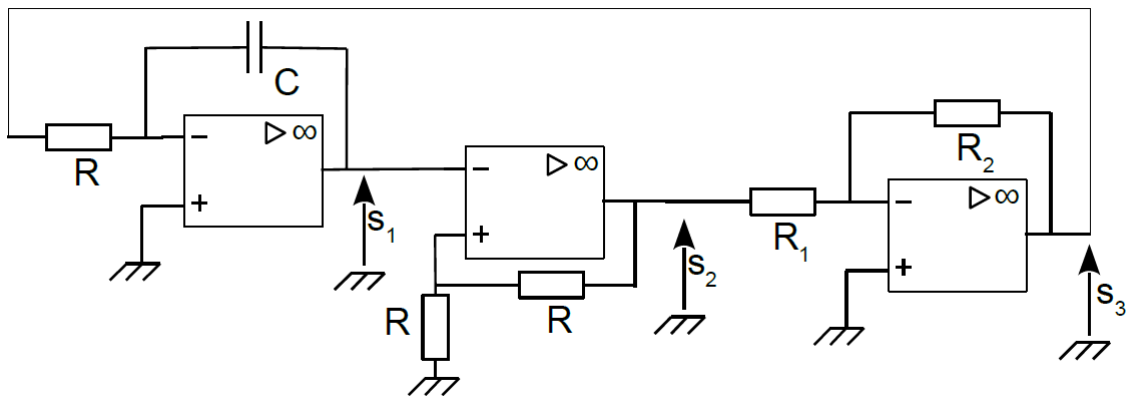 C
R
▷ ∞
−
+
s₁
▷ ∞
−
+
R
R
s₂
R₁
R₂
▷ ∞
−
+
s₃